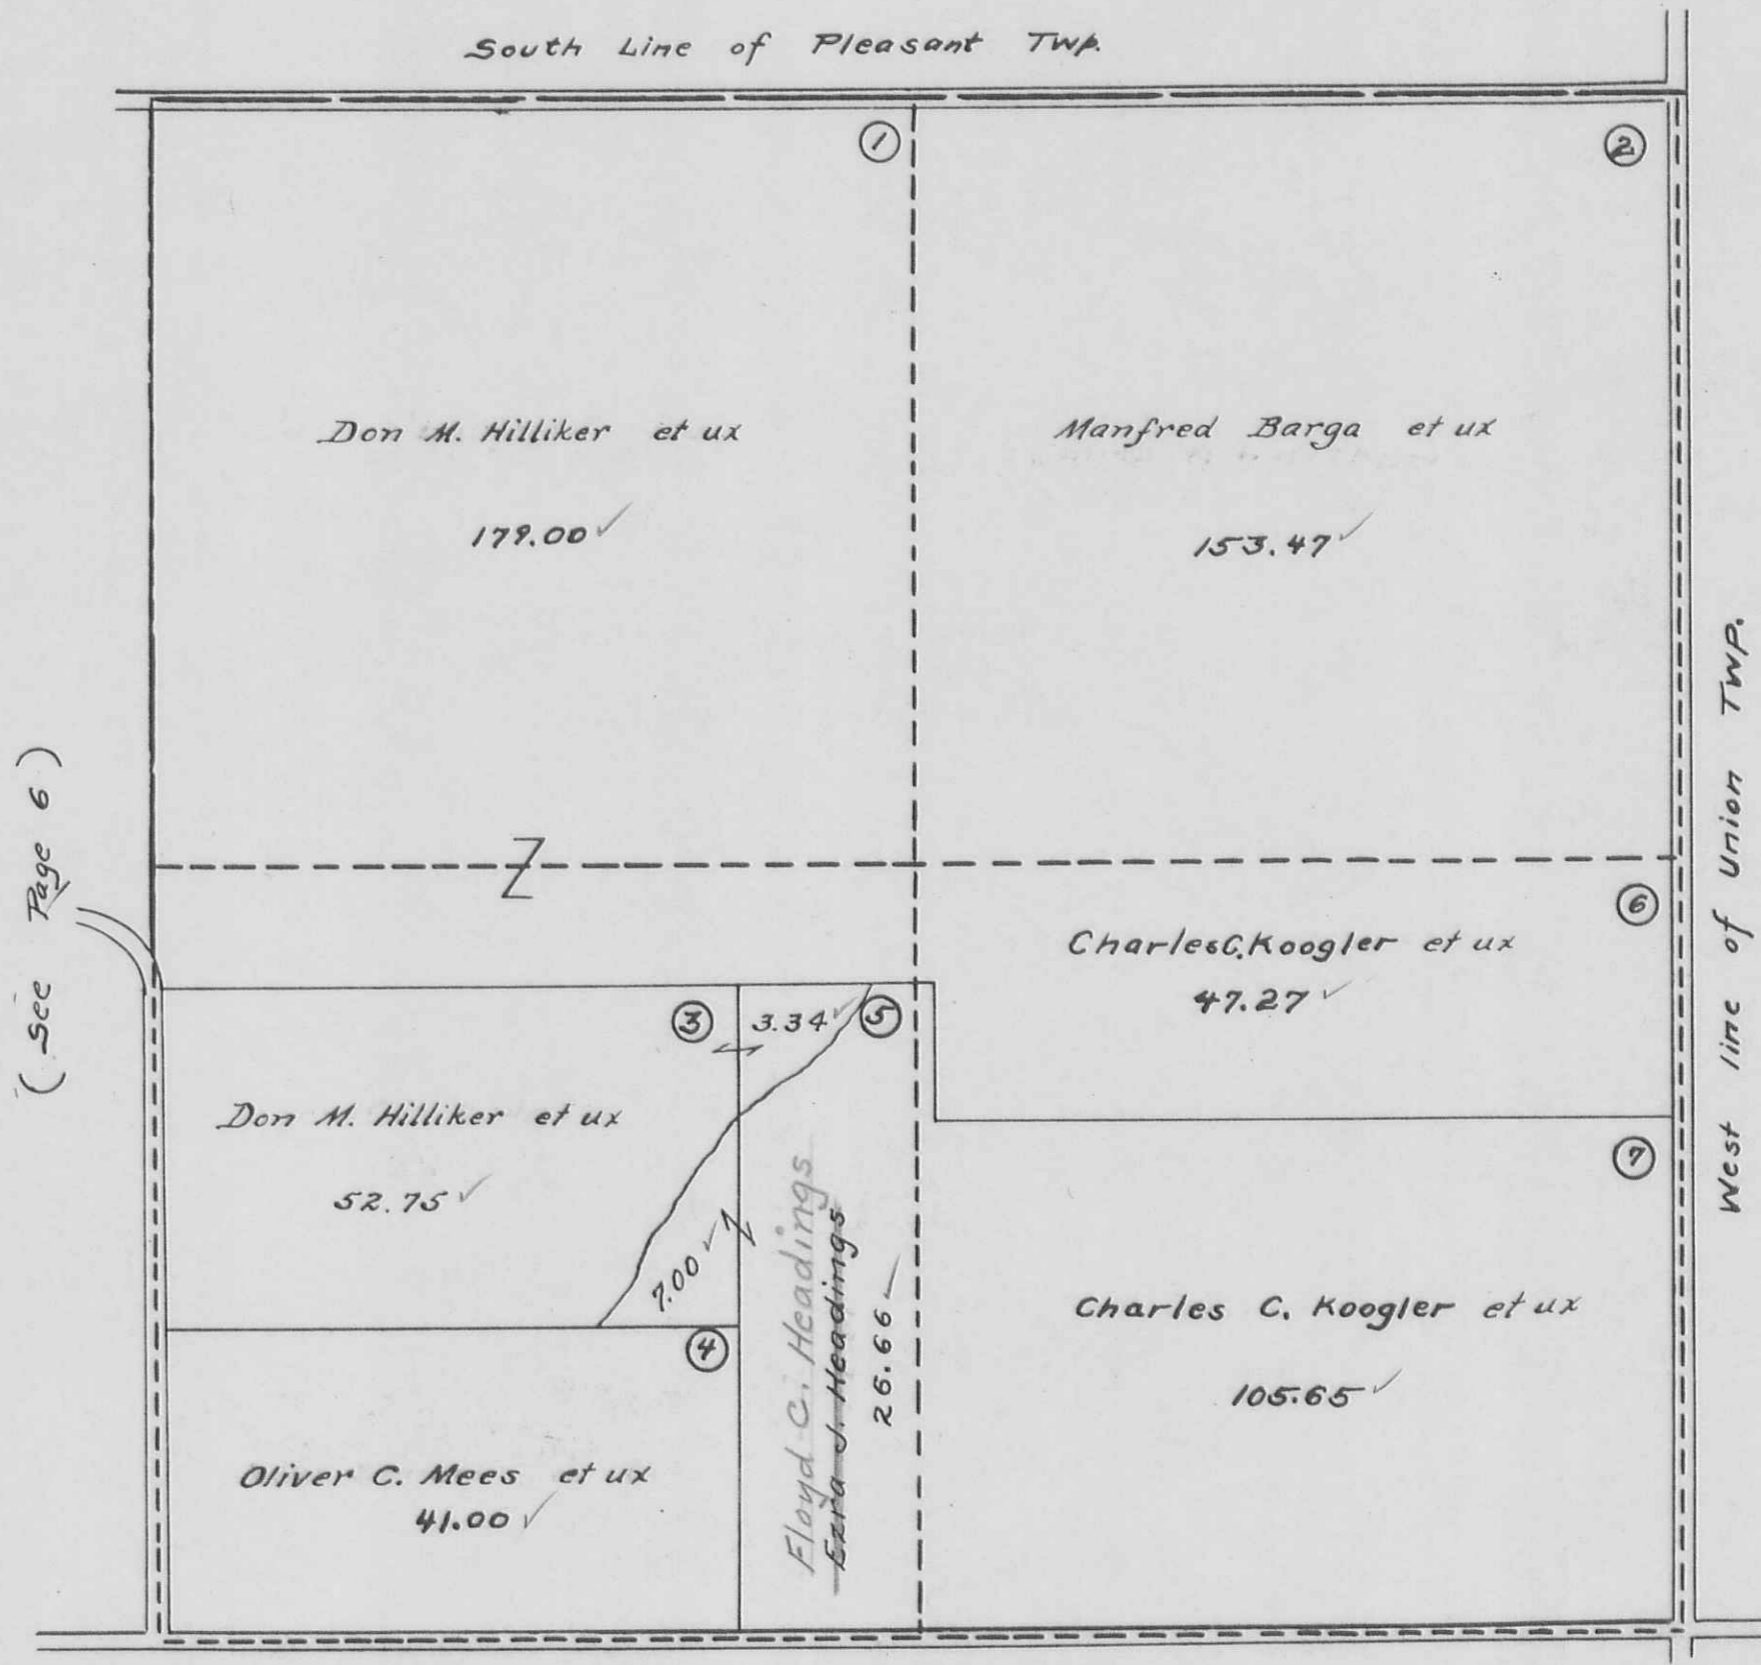 South Line of Pleasant Twp.
1
2
Don M. Hilliker et ux
179.00 ✓
Manfred Barga et ux
153.47 ✓
(See Page 6)
West line of Union Twp.
6
Charles C. Koogler et ux
47.27 ✓
3
3.34 ✓
5
Don M. Hilliker et ux
52.75 ✓
7.00 ✓
7
Floyd C. Headings
Ezra J. Headings
26.66 ✓
Charles C. Koogler et ux
105.65 ✓
4
Oliver C. Mees et ux
41.00 ✓